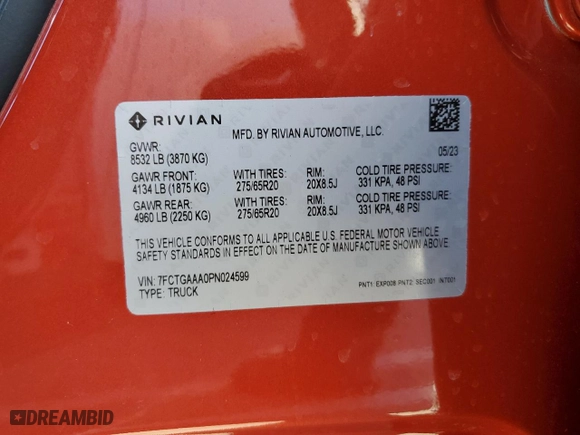 RIVIAN
MFD. BY RIVIAN AUTOMOTIVE, LLC.
GVWR:
8532 LB (3870 KG)
05/23
GAWR FRONT: WITH TIRES: RIM: COLD TIRE PRESSURE:
4134 LB (1875 KG) 275/65R20 20X8.5J 331 KPA, 48 PSI
GAWR REAR: WITH TIRES: RIM: COLD TIRE PRESSURE:
4960 LB (2250 KG) 275/65R20 20X8.5J 331 KPA, 48 PSI
THIS VEHICLE CONFORMS TO ALL APPLICABLE U.S. FEDERAL MOTOR VEHICLE
SAFETY STANDARDS IN EFFECT ON THE DATE OF MANUFACTURE SHOWN ABOVE.
VIN: 7FCTGAAA0PN024599
TYPE: TRUCK
PNT1: EXP008 PNT2: SEC001 INT001
DREAMBID